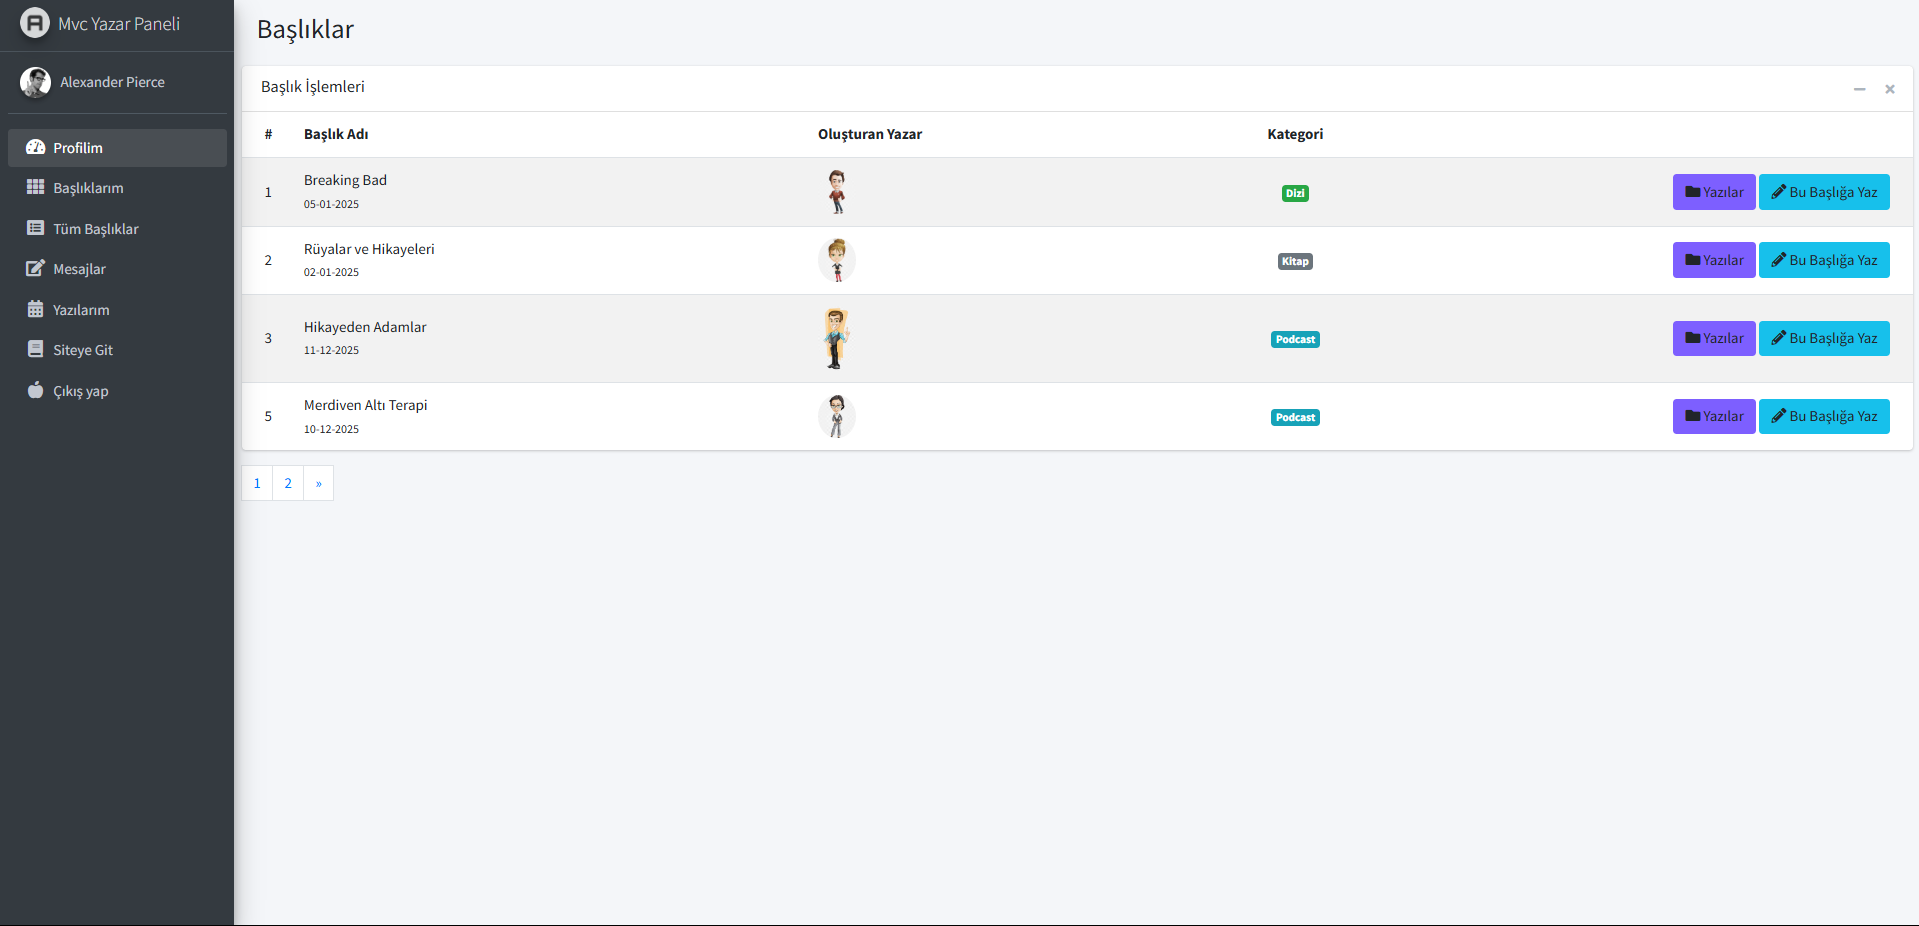 Mvc Yazar Paneli
Alexander Pierce
Profilim
Başlıklarım
Tüm Başlıklar
Mesajlar
Yazılarım
Siteye Git
Çıkış yap
Başlıklar
Başlık İşlemleri
# Başlık Adı Oluşturan Yazar Kategori
1 Breaking Bad 05-01-2025 Dizi Yazılar Bu Başlığa Yaz
2 Rüyalar ve Hikayeleri 02-01-2025 Kitap Yazılar Bu Başlığa Yaz
3 Hikayeden Adamlar 11-12-2025 Podcast Yazılar Bu Başlığa Yaz
5 Merdiven Altı Terapi 10-12-2025 Podcast Yazılar Bu Başlığa Yaz
1 2 »